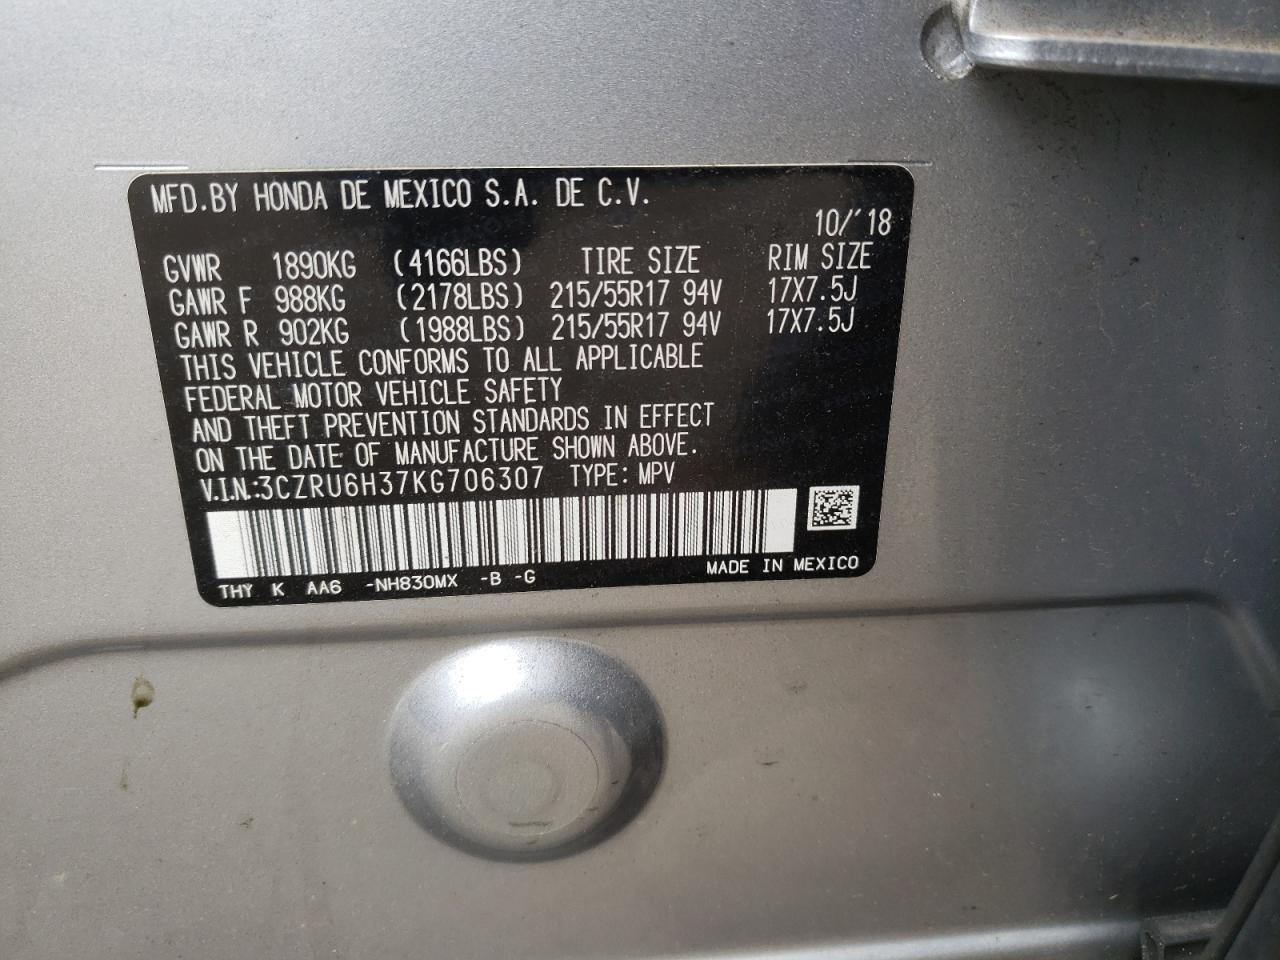 MFD.BY HONDA DE MEXICO S.A. DE C.V.
10/'18
GVWR 1890KG (4166LBS) TIRE SIZE RIM SIZE
GAWR F 988KG (2178LBS) 215/55R17 94V 17X7.5J
GAWR R 902KG (1988LBS) 215/55R17 94V 17X7.5J
THIS VEHICLE CONFORMS TO ALL APPLICABLE
FEDERAL MOTOR VEHICLE SAFETY
AND THEFT PREVENTION STANDARDS IN EFFECT
ON THE DATE OF MANUFACTURE SHOWN ABOVE.
V.I.N.:3CZRU6H37KG706307 TYPE: MPV
THY K AA6 -NH830MX -B -G MADE IN MEXICO